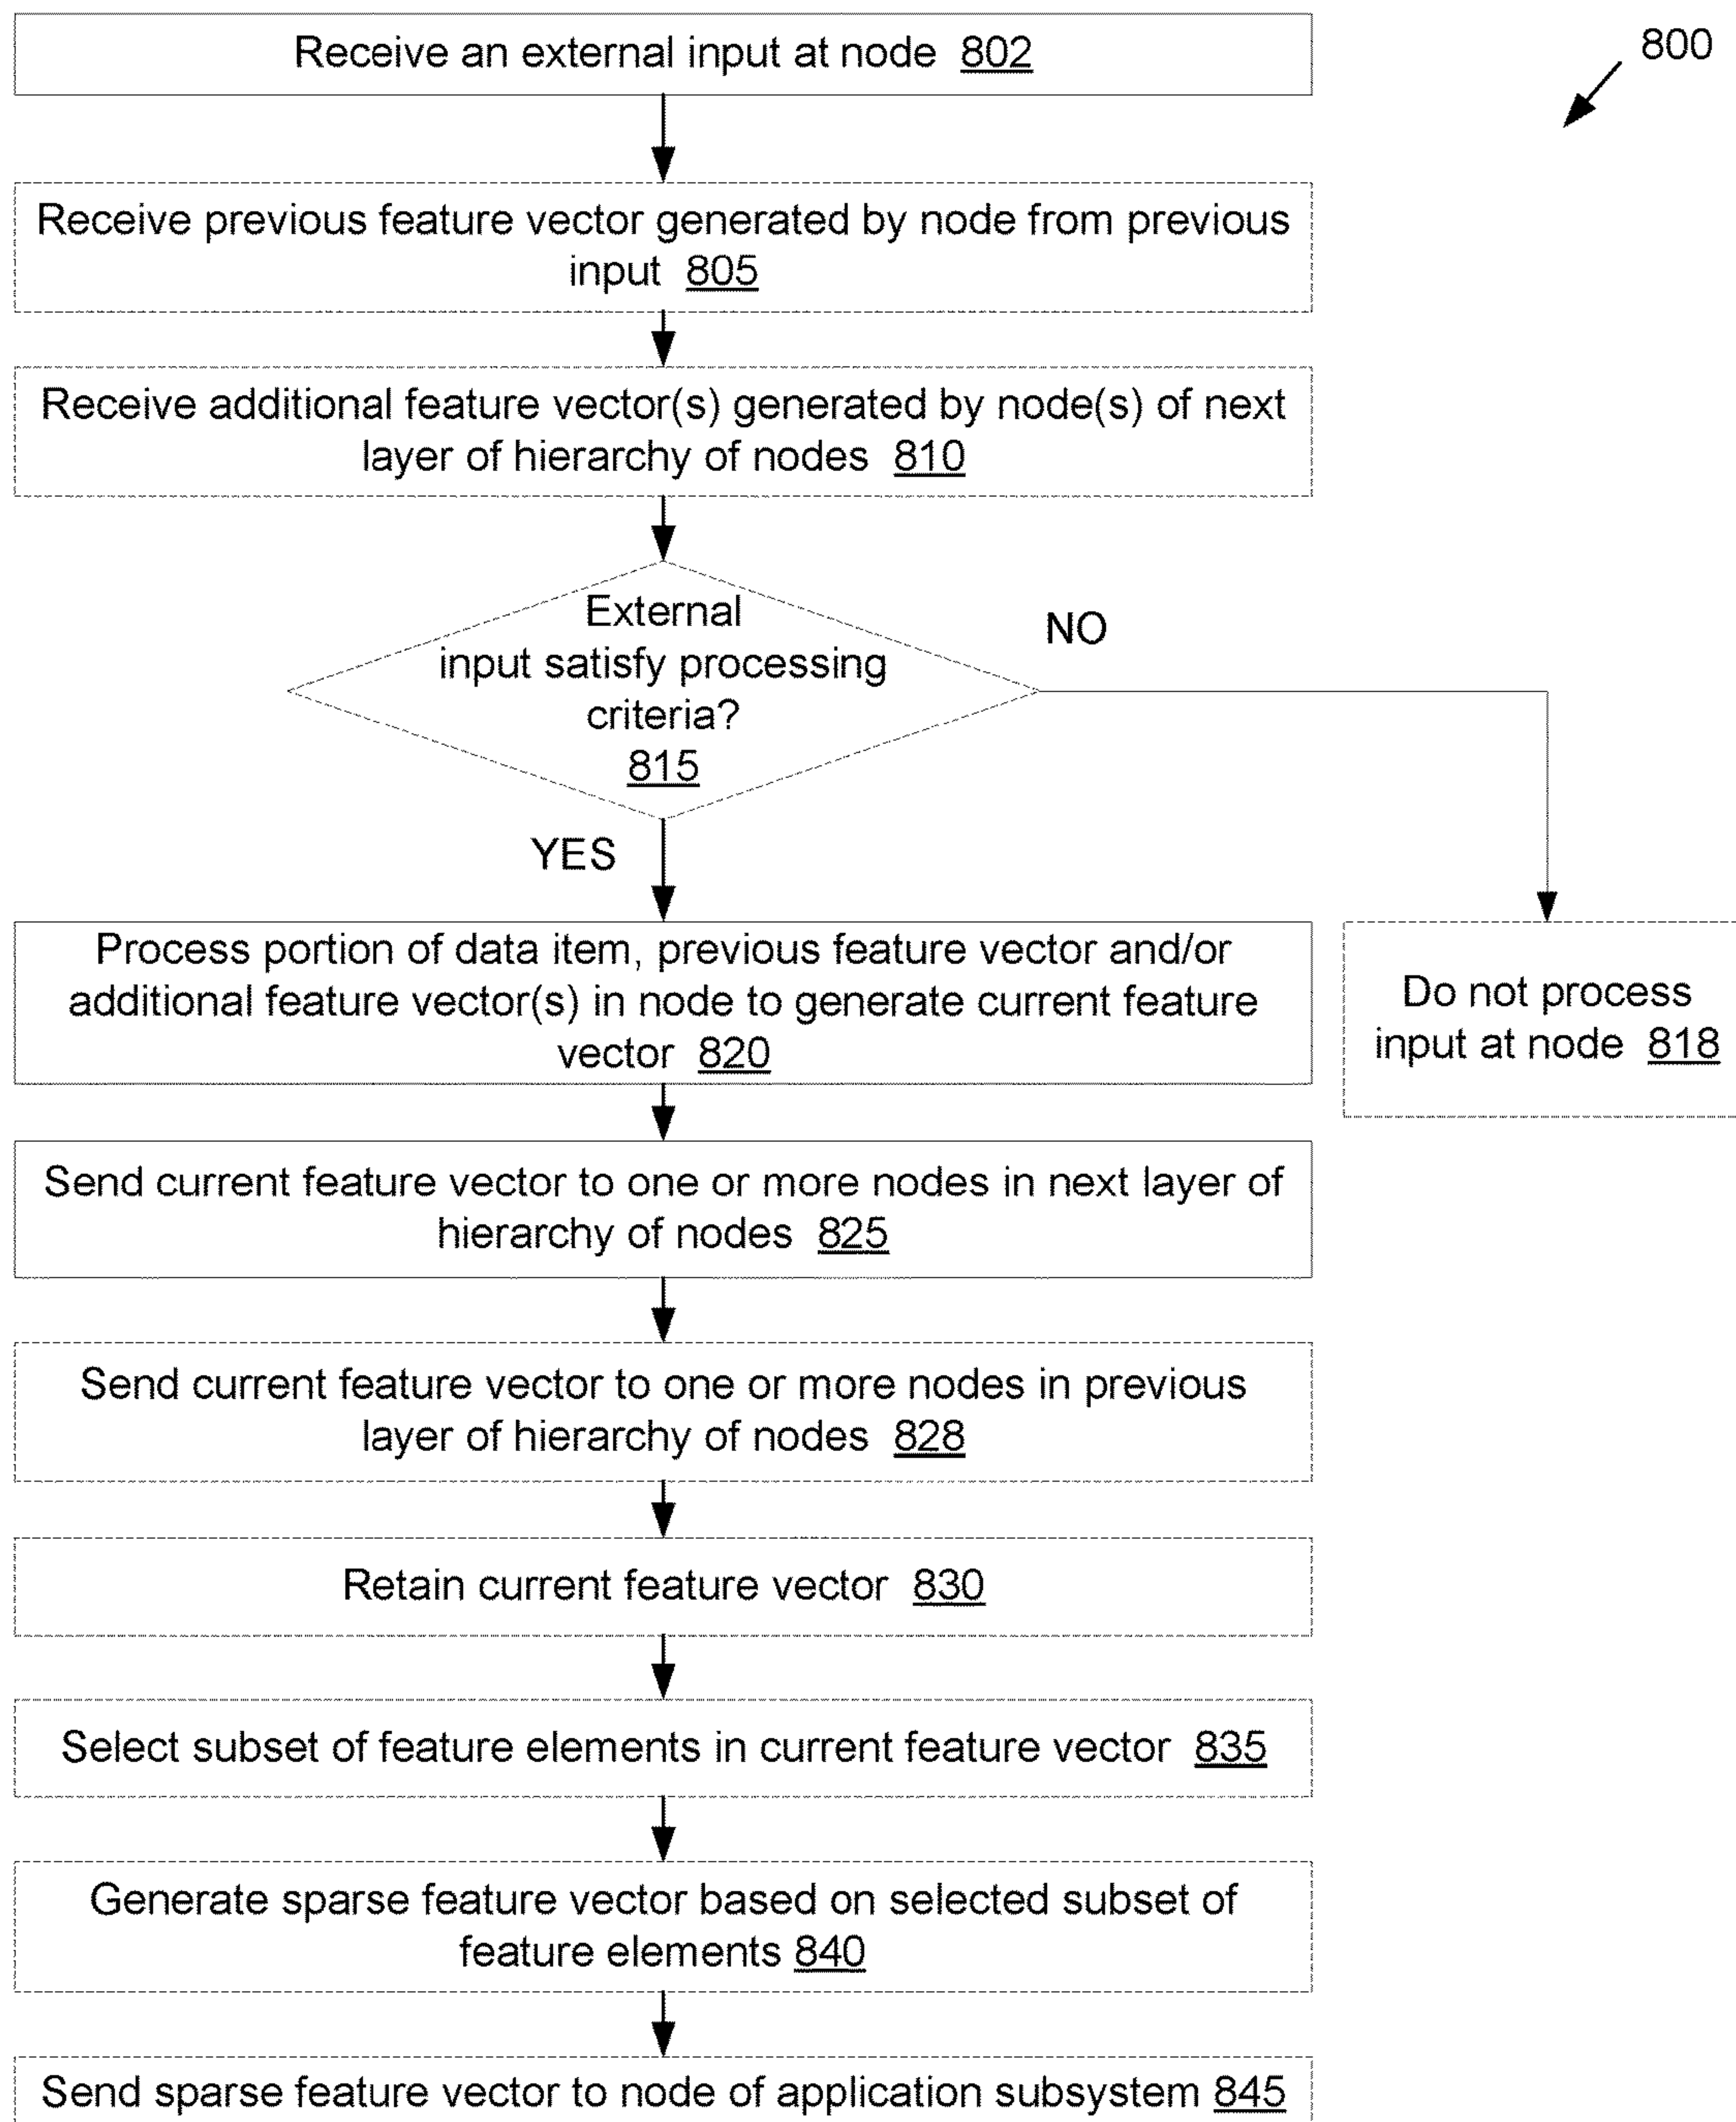 Receive an external input at node 802
800
Receive previous feature vector generated by node from previous
input 805
Receive additional feature vector(s) generated by node(s) of next
layer of hierarchy of nodes 810
External
input satisfy processing
criteria?
815
NO
YES
Process portion of data item, previous feature vector and/or
additional feature vector(s) in node to generate current feature
vector 820
Do not process
input at node 818
Send current feature vector to one or more nodes in next layer of
hierarchy of nodes 825
Send current feature vector to one or more nodes in previous
layer of hierarchy of nodes 828
Retain current feature vector 830
Select subset of feature elements in current feature vector 835
Generate sparse feature vector based on selected subset of
feature elements 840
Send sparse feature vector to node of application subsystem 845